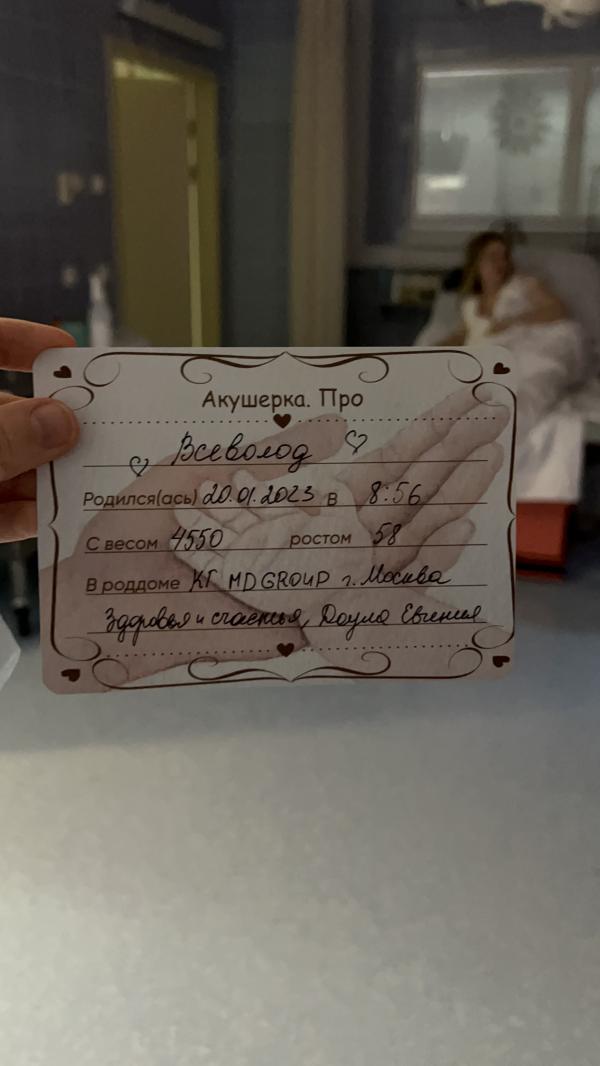 Акушерка. Про
Всеволод
Родился(ась) 20.01.2023 в 8:56
С весом 4550 ростом 58
В роддоме КГ MD GROUP г. Москва
Здоровья и счастья, Доула Евгения